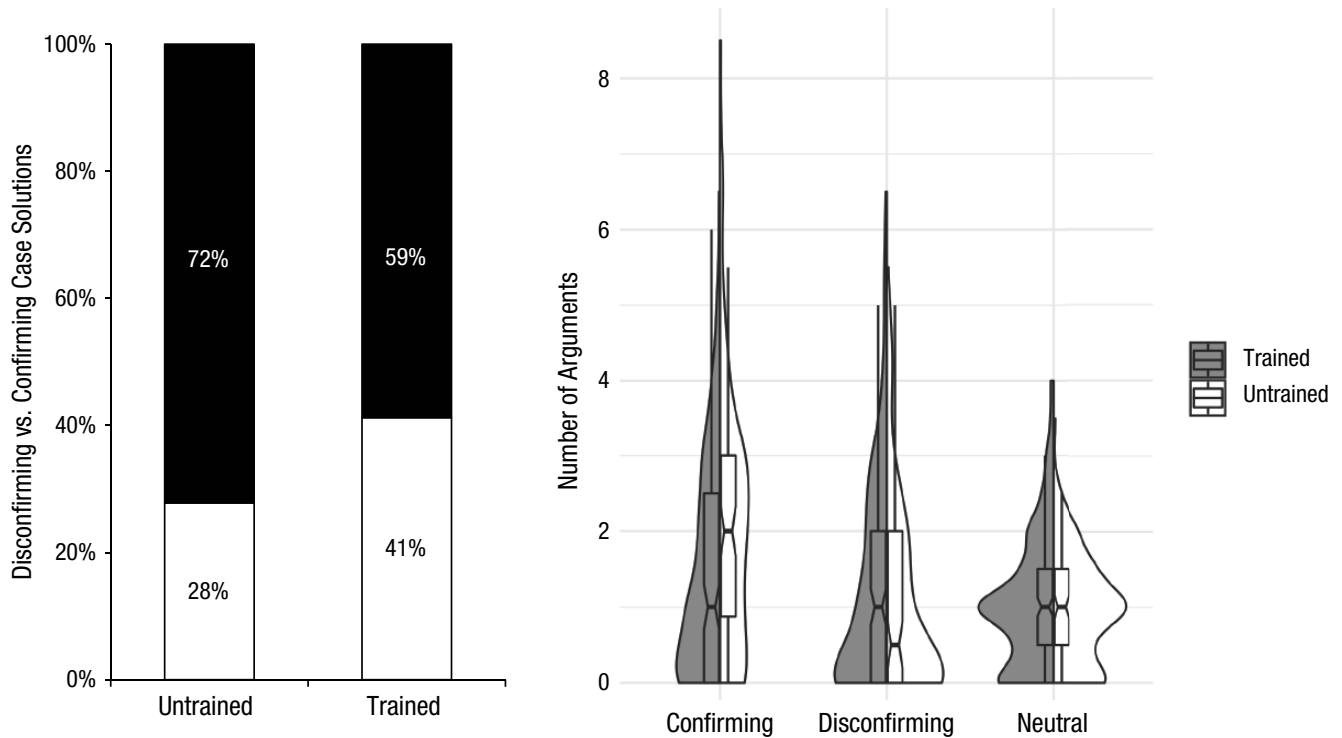 Disconfirming vs. Confirming Case Solutions
100%
80%
60%
40%
20%
0%
72%
28%
59%
41%
Untrained
Trained
Number of Arguments
8
6
4
2
0
Confirming
Disconfirming
Neutral
Trained
Untrained